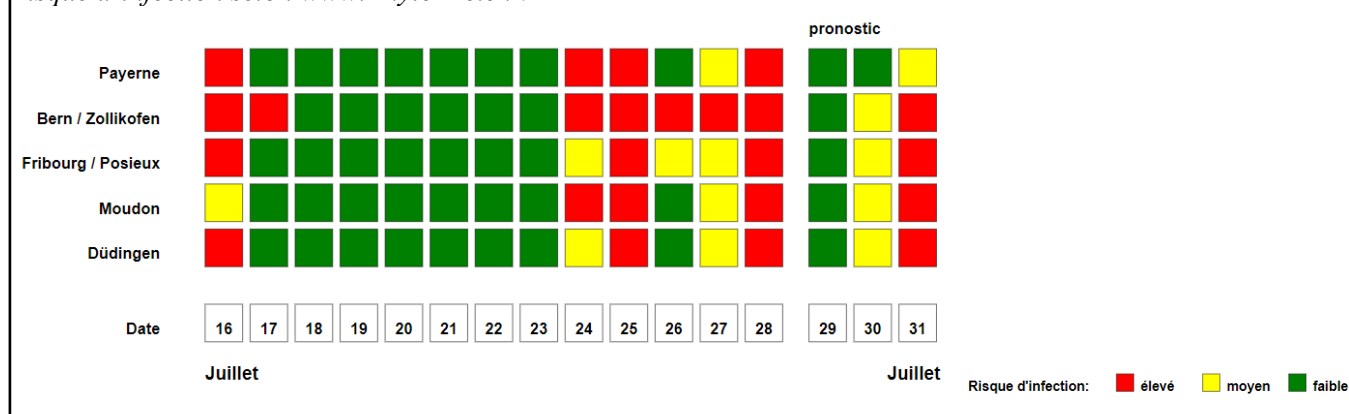 pronostic
Payerne
Bern / Zollikofen
Fribourg / Posieux
Moudon
Düdingen
Date 16 17 18 19 20 21 22 23 24 25 26 27 28 29 30 31
Juillet Juillet
Risque d'infection: élevé moyen faible